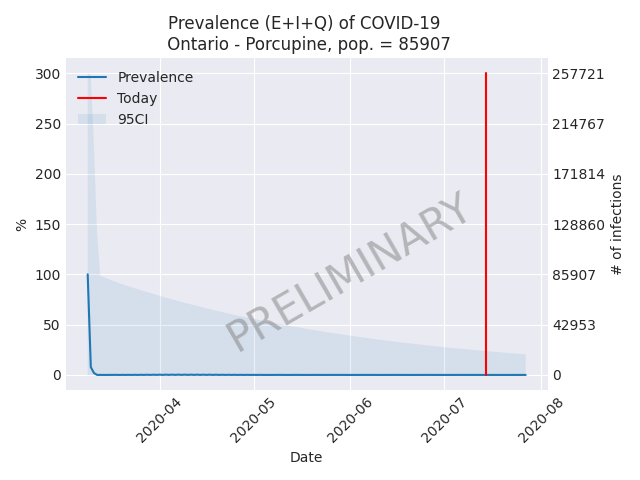 Prevalence (E+I+Q) of COVID-19
Ontario - Porcupine, pop. = 85907
Prevalence
Today
95CI
300
250
200
150
100
50
0
%
257721
214767
171814
128860
85907
42953
0
# of infections
PRELIMINARY
2020-04
2020-05
2020-06
2020-07
2020-08
Date